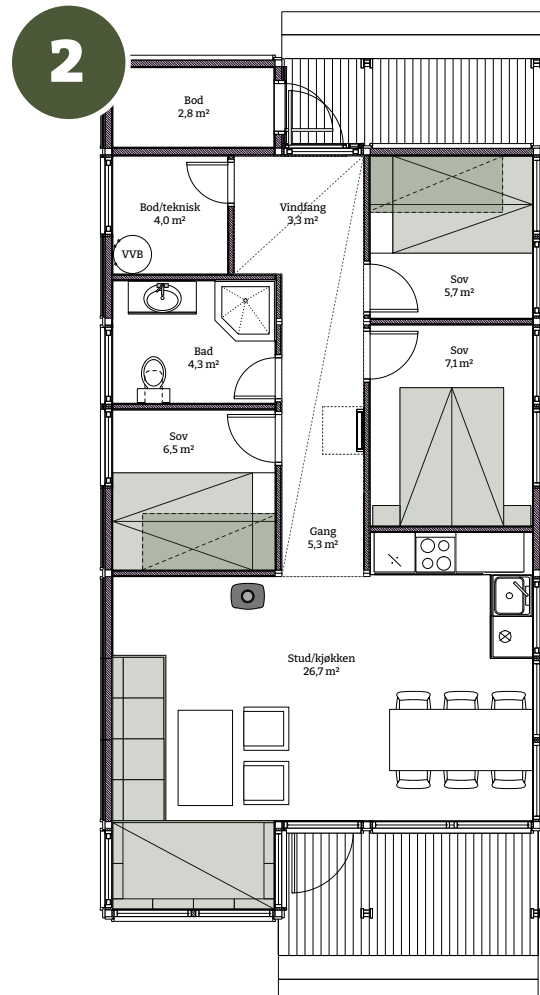 2
Bod
2,8 m²
Bod/teknisk
4,0 m²
Vindfang
3,3 m²
VVB
Sov
5,7 m²
Bad
4,3 m²
Sov
7,1 m²
Sov
6,5 m²
Gang
5,3 m²
Stud/kjøkken
26,7 m²